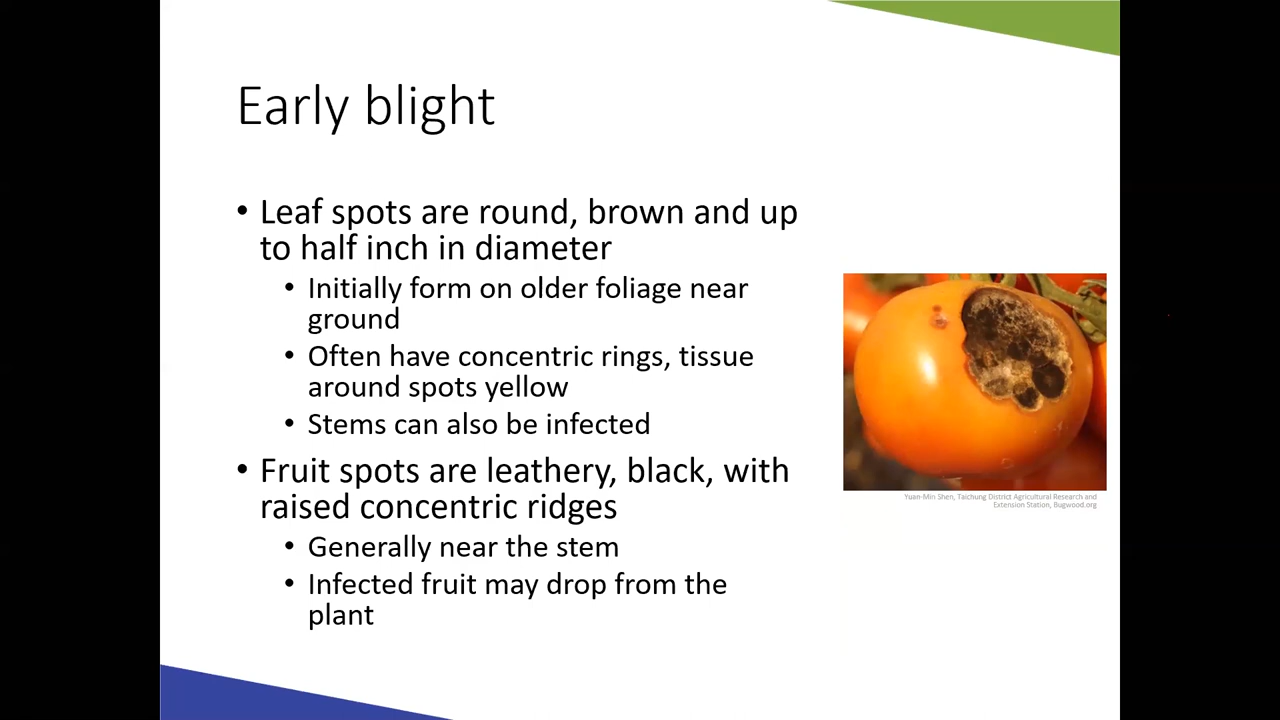 Early blight
• Leaf spots are round, brown and up
to half inch in diameter
• Initially form on older foliage near
ground
• Often have concentric rings, tissue
around spots yellow
• Stems can also be infected
• Fruit spots are leathery, black, with
raised concentric ridges
• Generally near the stem
• Infected fruit may drop from the
plant
Yuan-Min Shen, Taichung District Agricultural Research and
Extension Station, Bugwood.org